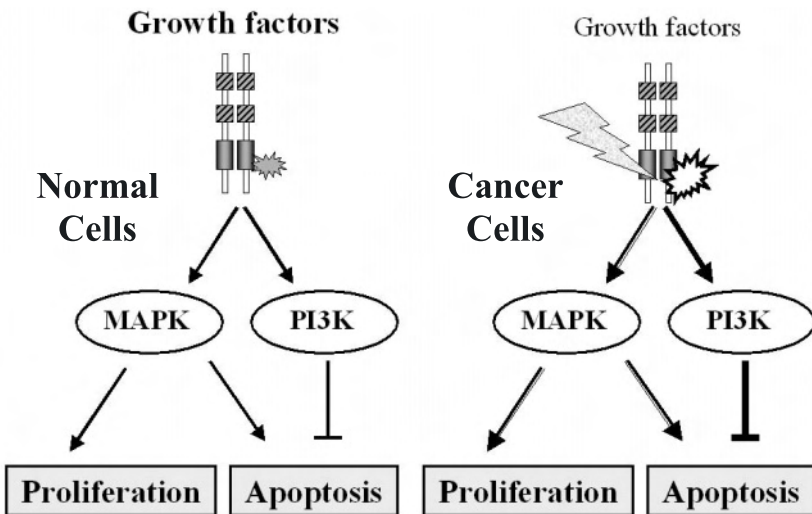 Growth factors
Normal
Cells
MAPK
PI3K
Proliferation
Apoptosis
Growth factors
Cancer
Cells
MAPK
PI3K
Proliferation
Apoptosis